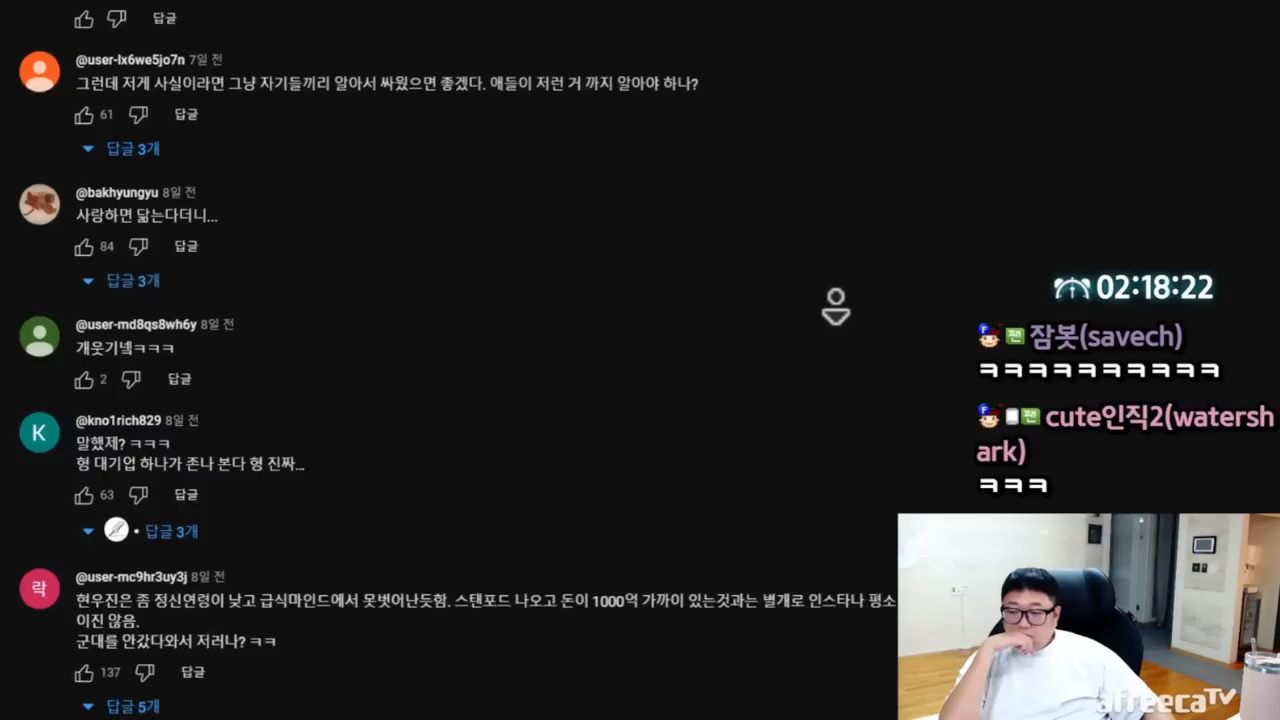 답글
@user-lx6we5jo7n 7일 전
그런데 저게 사실이라면 그냥 자기들끼리 알아서 싸웠으면 좋겠다. 애들이 저런 거 까지 알아야 하나?
61 답글
답글 3개
@bakhyungyu 8일 전
사랑하면 닮는다더니...
84 답글
답글 3개
@user-md8qs8wh6y 8일 전
개웃기넼ㅋㅋㅋ
2 답글
K
@kno1rich829 8일 전
말했제? ㅋㅋㅋ
형 대기업 하나가 존나 본다 형 진짜...
63 답글
답글 3개
락
@user-mc9hr3uy3j 8일 전
현우진은 좀 정신연령이 낮고 급식마인드에서 못벗어난듯함. 스탠포드 나오고 돈이 1000억 가까이 있는것과는 별개로 인스타나 평소
이진 않음.
군대를 안갔다와서 저러나? ㅋㅋ
137 답글
답글 5개
02:18:22
F 팬 잠봇(savech)
ㅋㅋㅋㅋㅋㅋㅋㅋㅋㅋ
F 팬 cute인직2(watersh
ark)
ㅋㅋㅋ
afreecaTV